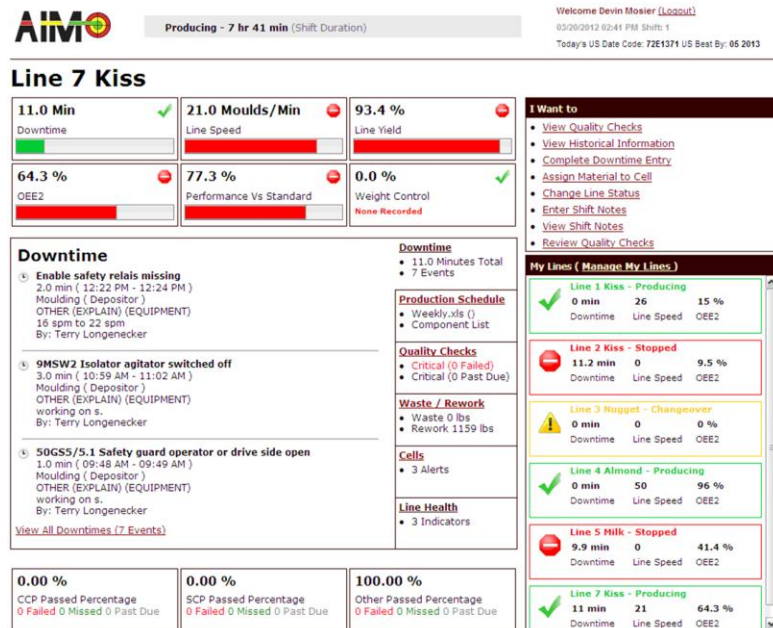 AIM
Producing - 7 hr 41 min (Shift Duration)
Welcome Devin Mosier (Logout)
03/20/2012 02:41 PM Shift: 1
Today's US Date Code: 72E1371 US Best By: 05 2013
Line 7 Kiss
11.0 Min
Downtime
21.0 Moulds/Min
Line Speed
93.4 %
Line Yield
64.3 %
OEE2
77.3 %
Performance Vs Standard
0.0 %
Weight Control
None Recorded
I Want to
View Quality Checks
View Historical Information
Complete Downtime Entry
Assign Material to Cell
Change Line Status
Enter Shift Notes
View Shift Notes
Review Quality Checks
Downtime
Enable safety relais missing
2.0 min ( 12:22 PM - 12:24 PM )
Moulding ( Depositor )
OTHER (EXPLAIN) (EQUIPMENT)
16 spm to 22 spm
By: Terry Longenecker
9MSW2 Isolator agitator switched off
3.0 min ( 10:59 AM - 11:02 AM )
Moulding ( Depositor )
OTHER (EXPLAIN) (EQUIPMENT)
working on s.
By: Terry Longenecker
50GS5/5.1 Safety guard operator or drive side open
1.0 min ( 09:48 AM - 09:49 AM )
Moulding ( Depositor )
OTHER (EXPLAIN) (EQUIPMENT)
working on s.
By: Terry Longenecker
View All Downtimes (7 Events)
Downtime
11.0 Minutes Total
7 Events
Production Schedule
Weekly.xls ()
Component List
Quality Checks
Critical (0 Failed)
Critical (0 Past Due)
Waste / Rework
Waste 0 lbs
Rework 1159 lbs
Cells
3 Alerts
Line Health
3 Indicators
My Lines ( Manage My Lines )
Line 1 Kiss - Producing
0 min 26 15 %
Downtime Line Speed OEE2
Line 2 Kiss - Stopped
11.2 min 0 9.5 %
Downtime Line Speed OEE2
Line 3 Nugget - Changeover
0 min 0 0 %
Downtime Line Speed OEE2
Line 4 Almond - Producing
0 min 50 96 %
Downtime Line Speed OEE2
Line 5 Milk - Stopped
9.9 min 0 41.4 %
Downtime Line Speed OEE2
Line 7 Kiss - Producing
11 min 21 64.3 %
Downtime Line Speed OEE2
0.00 %
CCP Passed Percentage
0 Failed 0 Missed 0 Past Due
0.00 %
SCP Passed Percentage
0 Failed 0 Missed 0 Past Due
100.00 %
Other Passed Percentage
0 Failed 0 Missed 0 Past Due